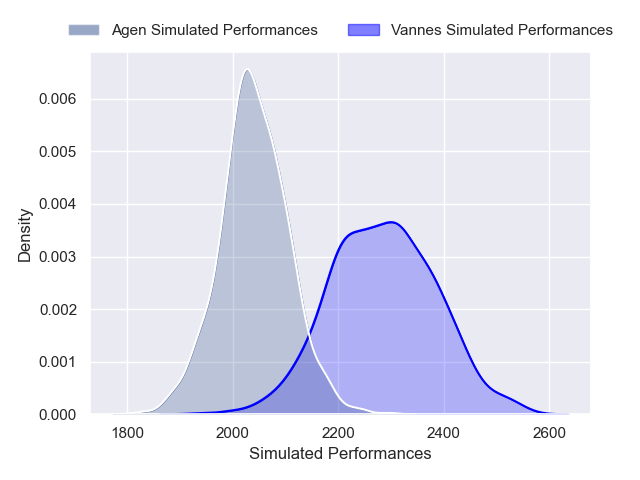 Agen Simulated Performances Vannes Simulated Performances
0.006
0.005
0.004
0.003
0.002
0.001
0.000
Density
1800 2000 2200 2400 2600
Simulated Performances